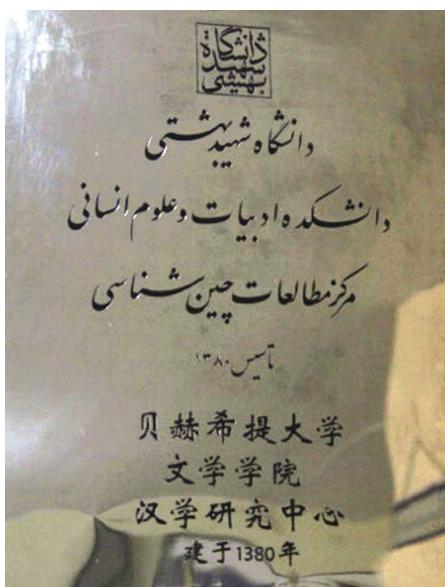 دانشگاه
شهید
بهشتی
دانشگاه شهید بهشتی
دانشکده ادبیات و علوم انسانی
مرکز مطالعات چین شناسی
تاسیس ۱۳۸۰
贝赫希提大学
文学学院
汉学研究中心
建于1380年